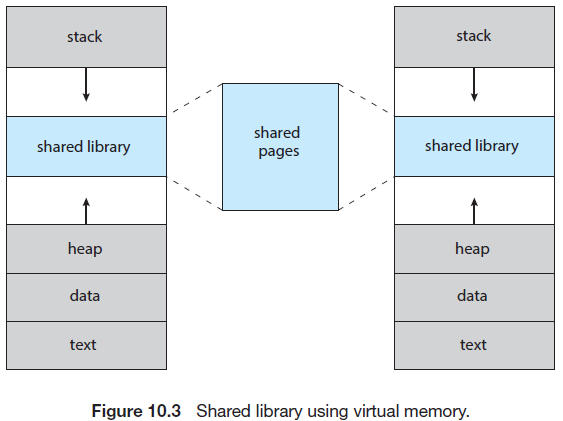 stack
shared library
heap
data
text
shared
pages
stack
shared library
heap
data
text
Figure 10.3 Shared library using virtual memory.